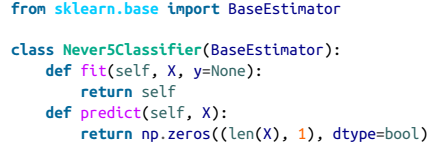 from sklearn.base import BaseEstimator

class Never5Classifier(BaseEstimator):
    def fit(self, X, y=None):
        return self
    def predict(self, X):
        return np.zeros((len(X), 1), dtype=bool)